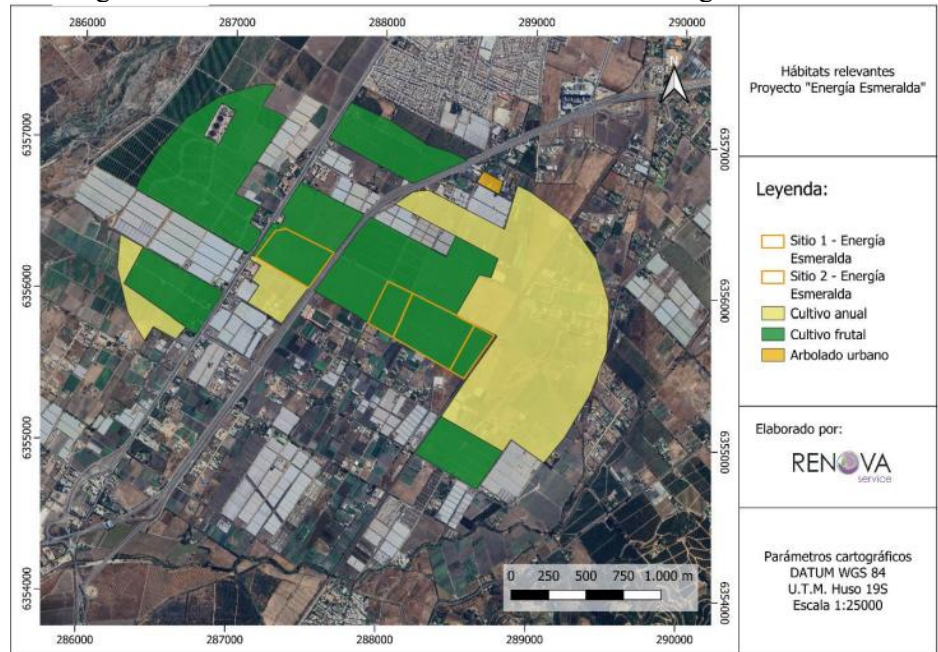 286000 287000 288000 289000 290000
N
6357000
6356000
6355000
6354000
6357000
6356000
6355000
6354000
0 250 500 750 1.000 m
286000 287000 288000 289000 290000
Hábitats relevantes
Proyecto "Energía Esmeralda"
Leyenda:
Sitio 1 - Energía
Esmeralda
Sitio 2 - Energía
Esmeralda
Cultivo anual
Cultivo frutal
Arbolado urbano
Elaborado por:
RENOVA
service
Parámetros cartográficos
DATUM WGS 84
U.T.M. Huso 19S
Escala 1:25000